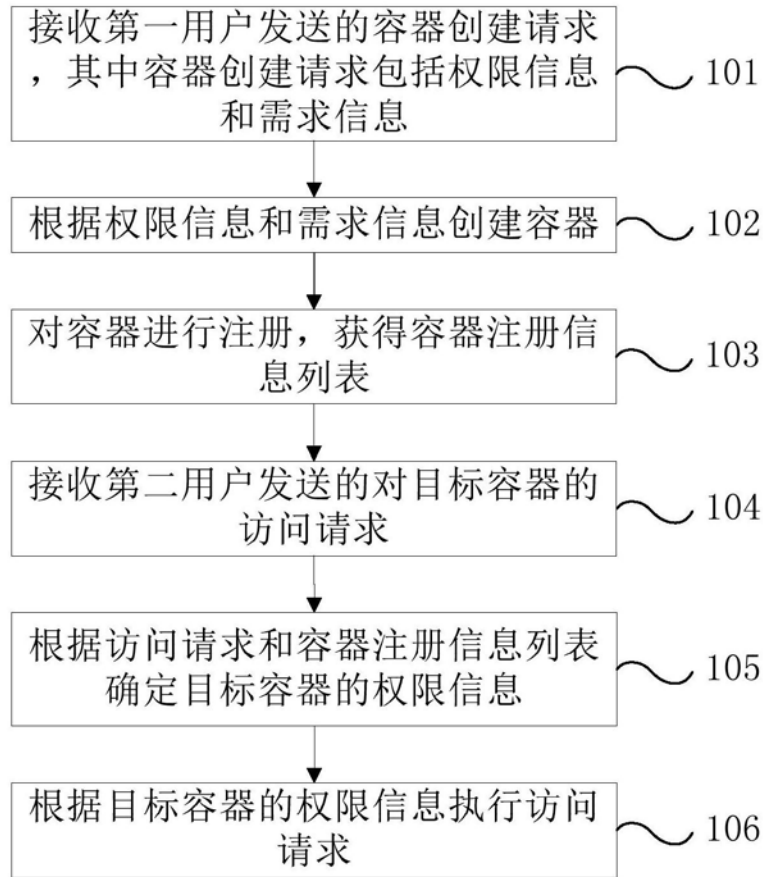 接收第一用户发送的容器创建请求
，其中容器创建请求包括权限信息
和需求信息
101
根据权限信息和需求信息创建容器
102
对容器进行注册，获得容器注册信
息列表
103
接收第二用户发送的对目标容器的
访问请求
104
根据访问请求和容器注册信息列表
确定目标容器的权限信息
105
根据目标容器的权限信息执行访问
请求
106